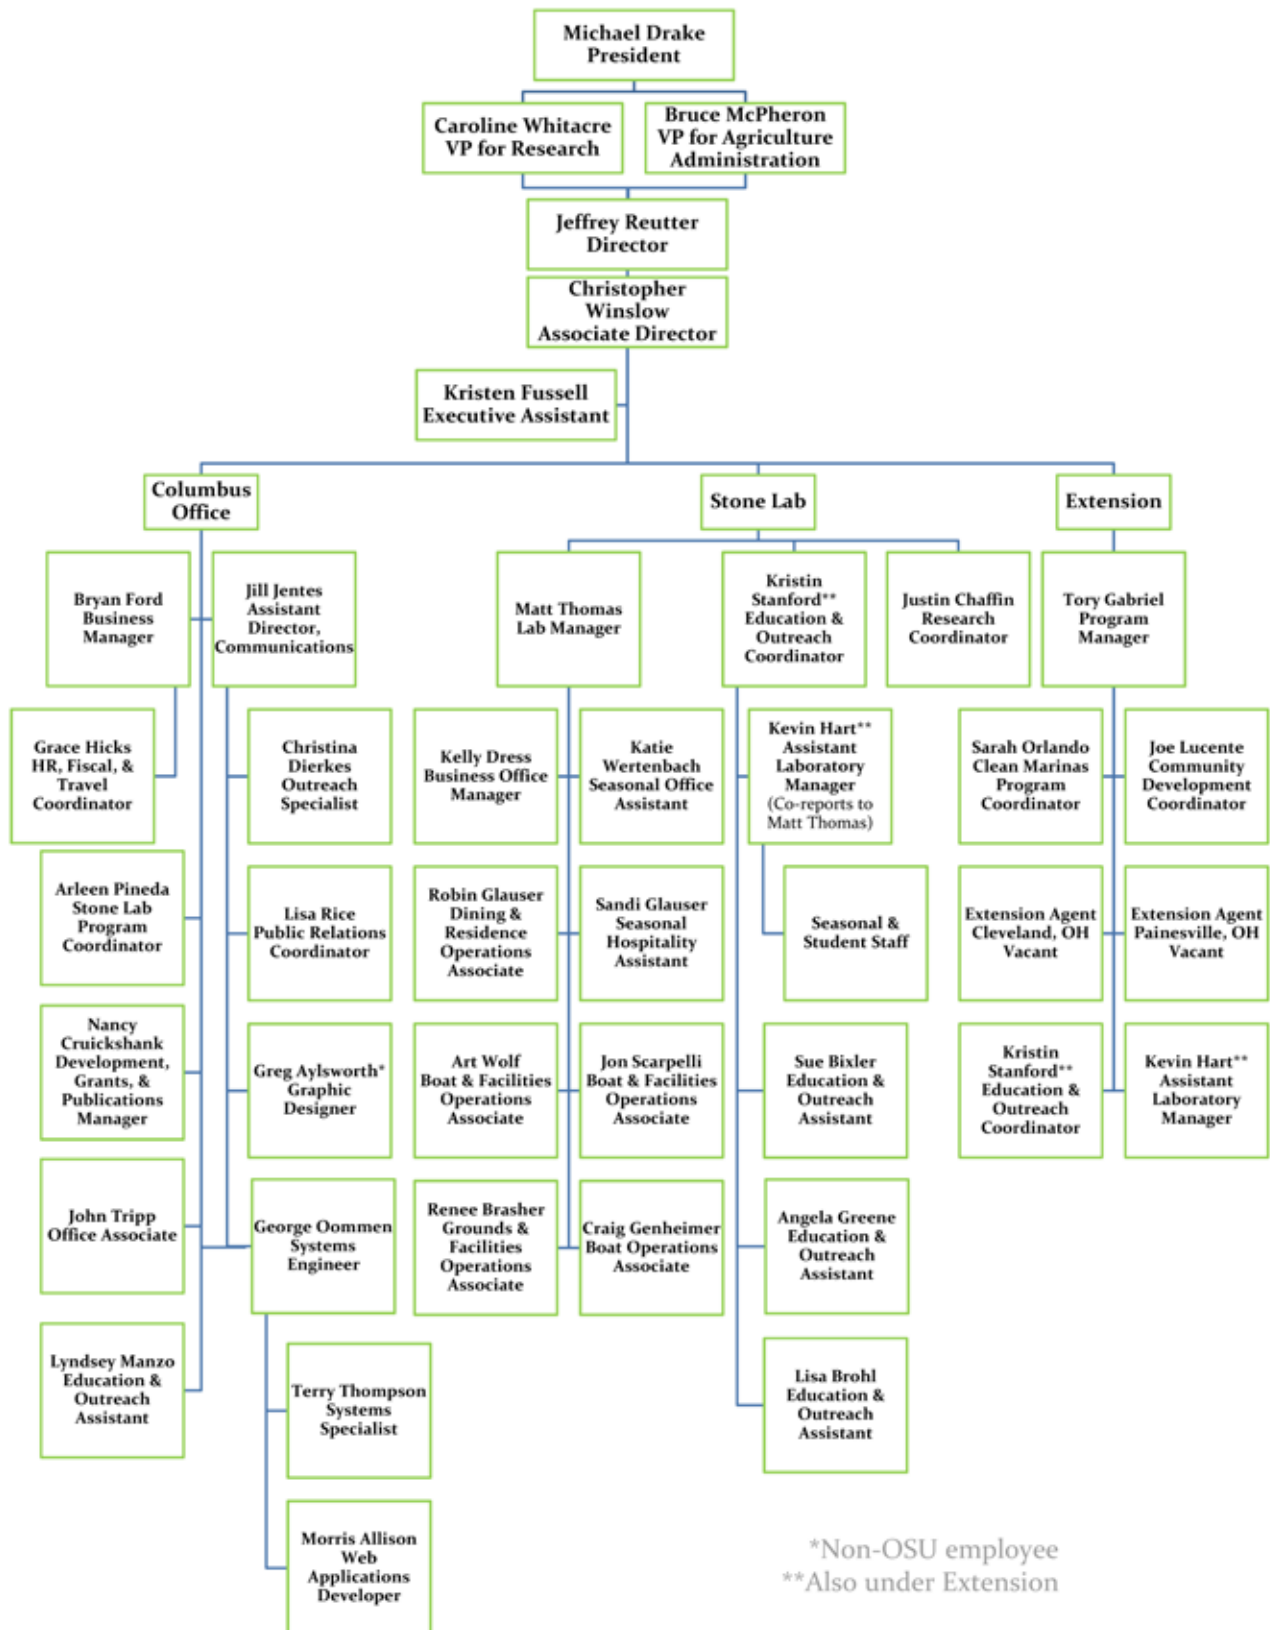 Michael Drake
President
Caroline Whitacre
VP for Research
Bruce McPheron
VP for Agriculture
Administration
Jeffrey Reutter
Director
Christopher
Winslow
Associate Director
Kristen Fussell
Executive Assistant
Columbus
Office
Stone Lab
Extension
Bryan Ford
Business
Manager
Jill Jentes
Assistant
Director,
Communications
Matt Thomas
Lab Manager
Kristin
Stanford**
Education &
Outreach
Coordinator
Justin Chaffin
Research
Coordinator
Tory Gabriel
Program
Manager
Grace Hicks
HR, Fiscal, &
Travel
Coordinator
Christina
Dierkes
Outreach
Specialist
Kelly Dress
Business Office
Manager
Katie
Wertenbach
Seasonal Office
Assistant
Kevin Hart**
Assistant
Laboratory
Manager
(Co-reports to
Matt Thomas)
Sarah Orlando
Clean Marinas
Program
Coordinator
Joe Lucente
Community
Development
Coordinator
Arleen Pineda
Stone Lab
Program
Coordinator
Lisa Rice
Public Relations
Coordinator
Robin Glauser
Dining &
Residence
Operations
Associate
Sandi Glauser
Seasonal
Hospitality
Assistant
Seasonal &
Student Staff
Extension Agent
Cleveland, OH
Vacant
Extension Agent
Painesville, OH
Vacant
Nancy
Cruickshank
Development,
Grants, &
Publications
Manager
Greg Aylsworth*
Graphic
Designer
Art Wolf
Boat & Facilities
Operations
Associate
Jon Scarpelli
Boat & Facilities
Operations
Associate
Sue Bixler
Education &
Outreach
Assistant
Kristin
Stanford**
Education &
Outreach
Coordinator
Kevin Hart**
Assistant
Laboratory
Manager
John Tripp
Office Associate
George Oommen
Systems
Engineer
Renee Brasher
Grounds &
Facilities
Operations
Associate
Craig Genheimer
Boat Operations
Associate
Angela Greene
Education &
Outreach
Assistant
Lyndsey Manzo
Education &
Outreach
Assistant
Terry Thompson
Systems
Specialist
Lisa Brohl
Education &
Outreach
Assistant
Morris Allison
Web
Applications
Developer
*Non-OSU employee
**Also under Extension